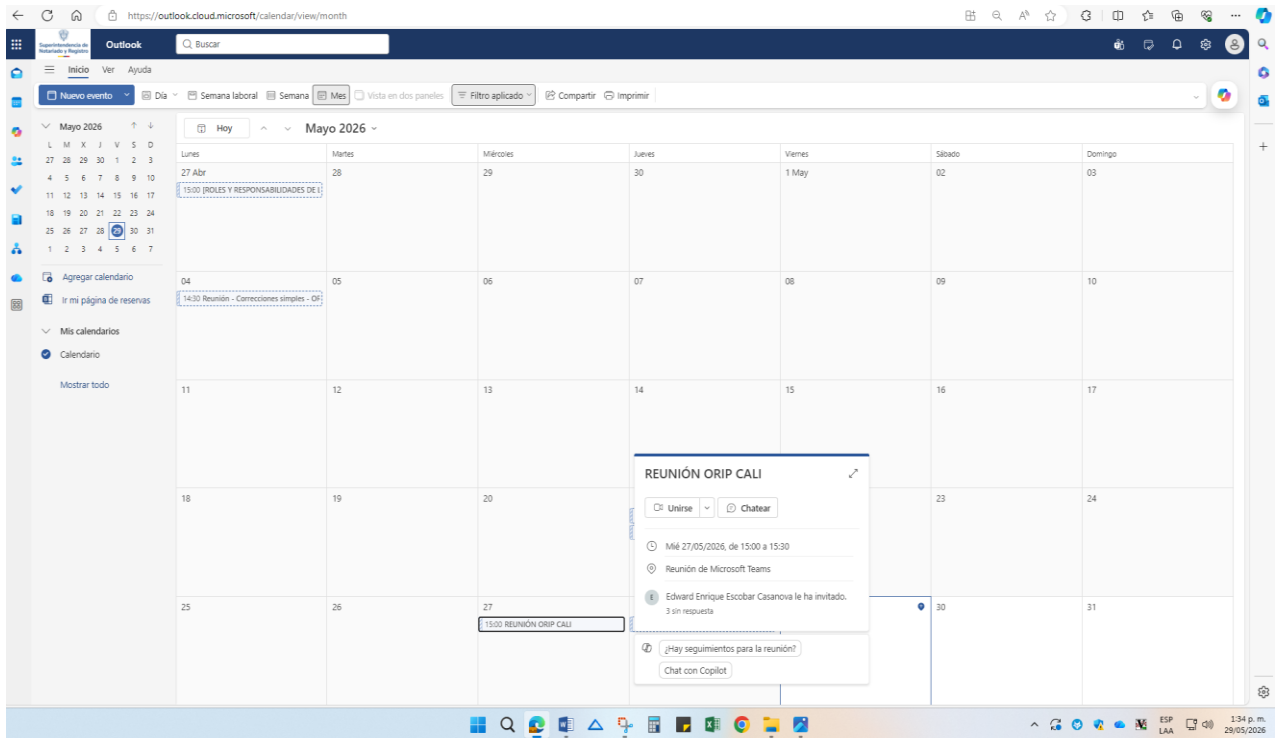 https://outlook.cloud.microsoft/calendar/view/month
Superintendencia de
Notariado y Registro
Outlook
Buscar
Inicio Ver Ayuda
Nuevo evento
Día
Semana laboral
Semana
Mes
Vista en dos paneles
Filtro aplicado
Compartir
Imprimir
Mayo 2026
L M X J V S D
27 28 29 30 1 2 3
4 5 6 7 8 9 10
11 12 13 14 15 16 17
18 19 20 21 22 23 24
25 26 27 28 29 30 31
1 2 3 4 5 6 7
Agregar calendario
Ir mi página de reservas
Mis calendarios
Calendario
Mostrar todo
Hoy
Mayo 2026
Lunes Martes Miércoles Jueves Viernes Sábado Domingo
27 Abr 28 29 30 1 May 02 03
15:00 [ROLES Y RESPONSABILIDADES DE L
04 05 06 07 08 09 10
14:30 Reunión - Correcciones simples - OF
11 12 13 14 15 16 17
18 19 20 23 24
25 26 27 30 31
15:00 REUNIÓN ORIP CALI
REUNIÓN ORIP CALI
Unirse
Chatear
Mié 27/05/2026, de 15:00 a 15:30
Reunión de Microsoft Teams
E
Edward Enrique Escobar Casanova le ha invitado.
3 sin respuesta
¿Hay seguimientos para la reunión?
Chat con Copilot
ESP
LAA
1:34 p. m.
29/05/2026